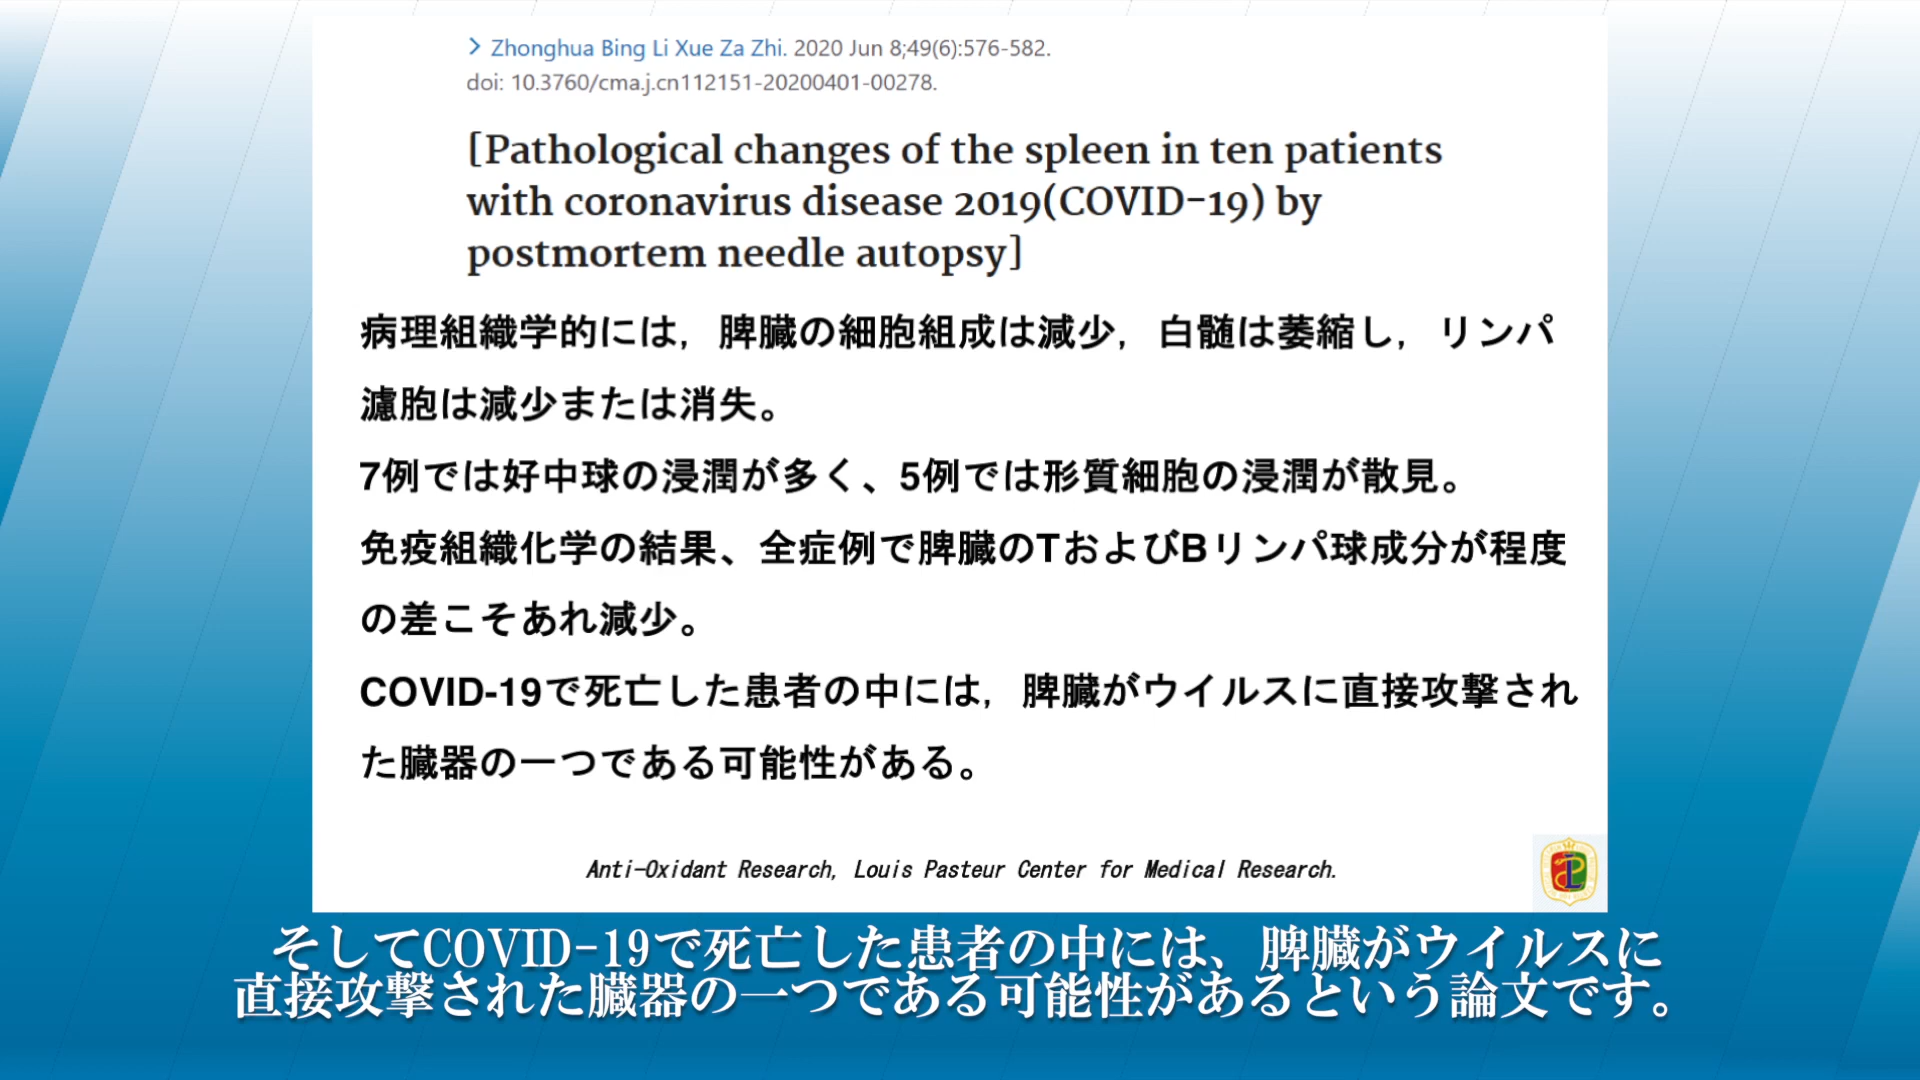 > Zhonghua Bing Li Xue Za Zhi. 2020 Jun 8;49(6):576-582.
doi: 10.3760/cma.j.cn112151-20200401-00278.
[Pathological changes of the spleen in ten patients
with coronavirus disease 2019(COVID-19) by
postmortem needle autopsy]
病理組織学的には，脾臓の細胞組成は減少，白髄は萎縮し，リンパ
濾胞は減少または消失。
7例では好中球の浸潤が多く、5例では形質細胞の浸潤が散見。
免疫組織化学の結果、全症例で脾臓のTおよびBリンパ球成分が程度
の差こそあれ減少。
COVID-19で死亡した患者の中には，脾臓がウイルスに直接攻撃され
た臓器の一つである可能性がある。
Anti-Oxidant Research, Louis Pasteur Center for Medical Research.
そしてCOVID-19で死亡した患者の中には、脾臓がウイルスに
直接攻撃された臓器の一つである可能性があるという論文です。